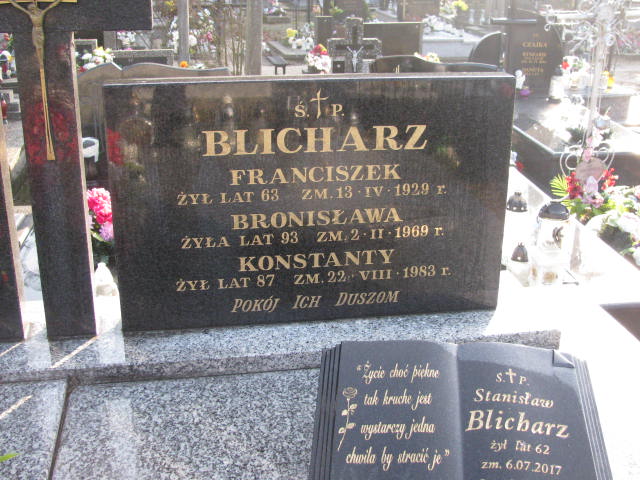 Ś.†P.
BLICHARZ
FRANCISZEK
ŻYŁ LAT 63 ZM. 13·IV·1929 r.
BRONISŁAWA
ŻYŁA LAT 93 ZM. 2·II·1969 r.
KONSTANTY
ŻYŁ LAT 87 ZM. 22·VIII·1983 r.
POKÓJ ICH DUSZOM
"Życie choć piękne
tak kruche jest
wystarczy jedna
chwila by stracić je"
Ś.†P.
Stanisław
Blicharz
żył lat 62
zm. 6.07.2017
CZAJKA